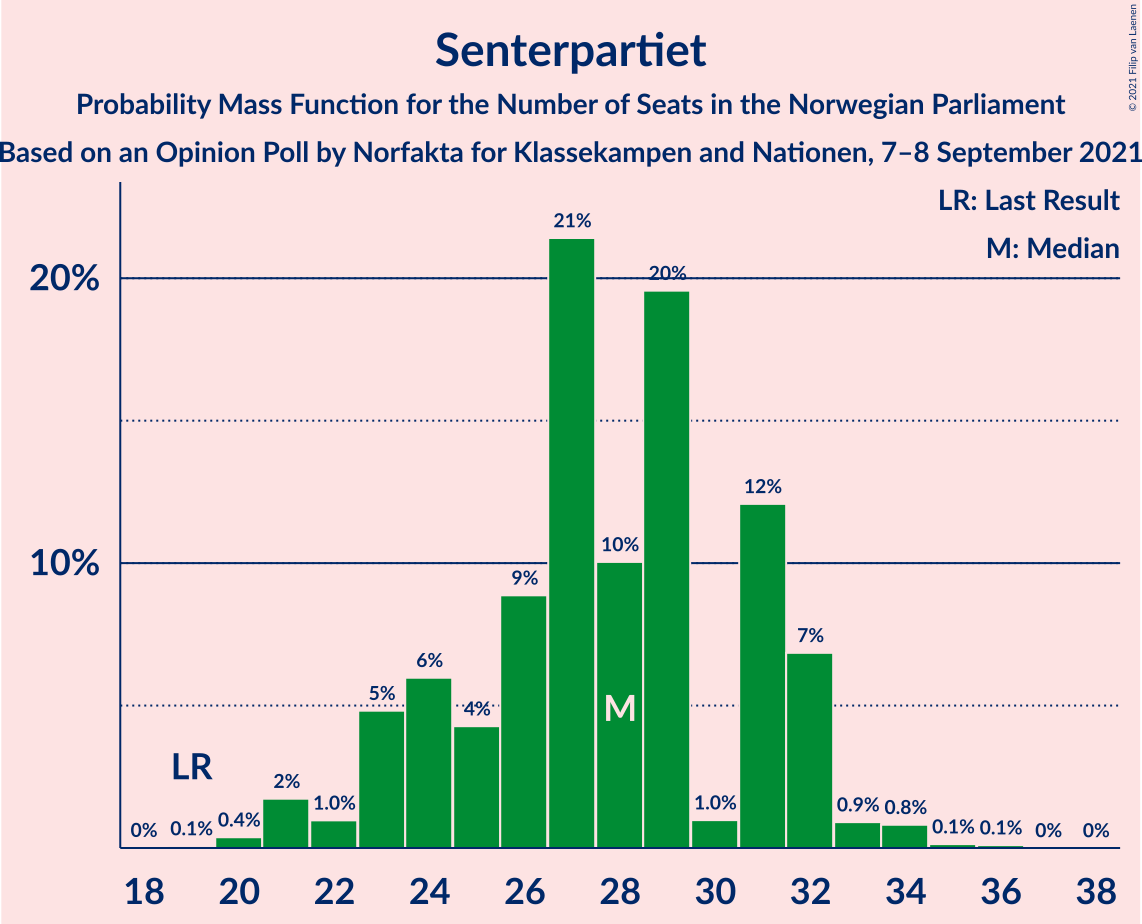 Senterpartiet
Probability Mass Function for the Number of Seats in the Norwegian Parliament
Based on an Opinion Poll by Norfakta for Klassekampen and Nationen, 7–8 September 2021
© 2021 Filip van Laenen
LR: Last Result
M: Median
20%
10%
0%
0.1%
0.4%
2%
1.0%
5%
6%
4%
9%
21%
10%
20%
1.0%
12%
7%
0.9%
0.8%
0.1%
0.1%
0%
0%
LR
M
18 20 22 24 26 28 30 32 34 36 38